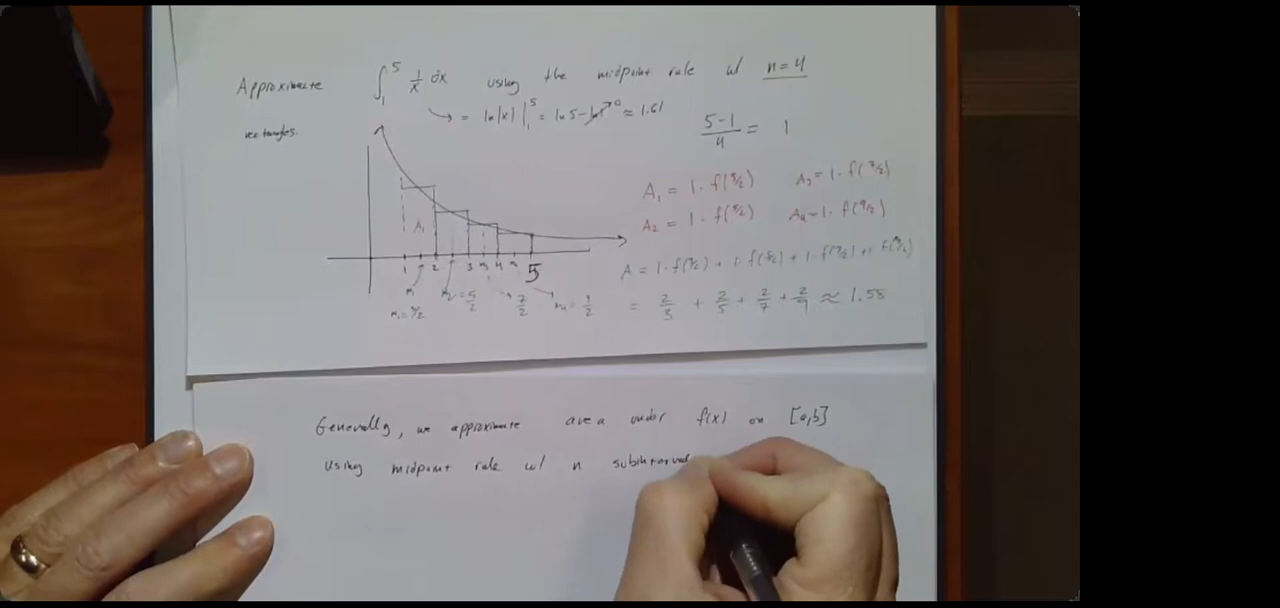 Approximate ∫₁⁵ 1/x dx using the midpoint rule w/ n=4
rectangles.
= ln|x| |₁⁵ = ln 5 - ln 1 →0 ≈ 1.61
5-1/4 = 1
A₁ = 1 · f(3/2) A₃ = 1 · f(7/2)
A₂ = 1 · f(5/2) A₄ = 1 · f(9/2)
A = 1 · f(3/2) + 1 · f(5/2) + 1 · f(7/2) + 1 f(9/2)
= 2/3 + 2/5 + 2/7 + 2/9 ≈ 1.58
A₁
1 2 3 m₃ 4 m₄ 5
m₁ = 3/2 m₂ = 5/2 7/2 m₄ = 9/2
Generally, we approximate area under f(x) on [a,b]
using midpoint rule w/ n